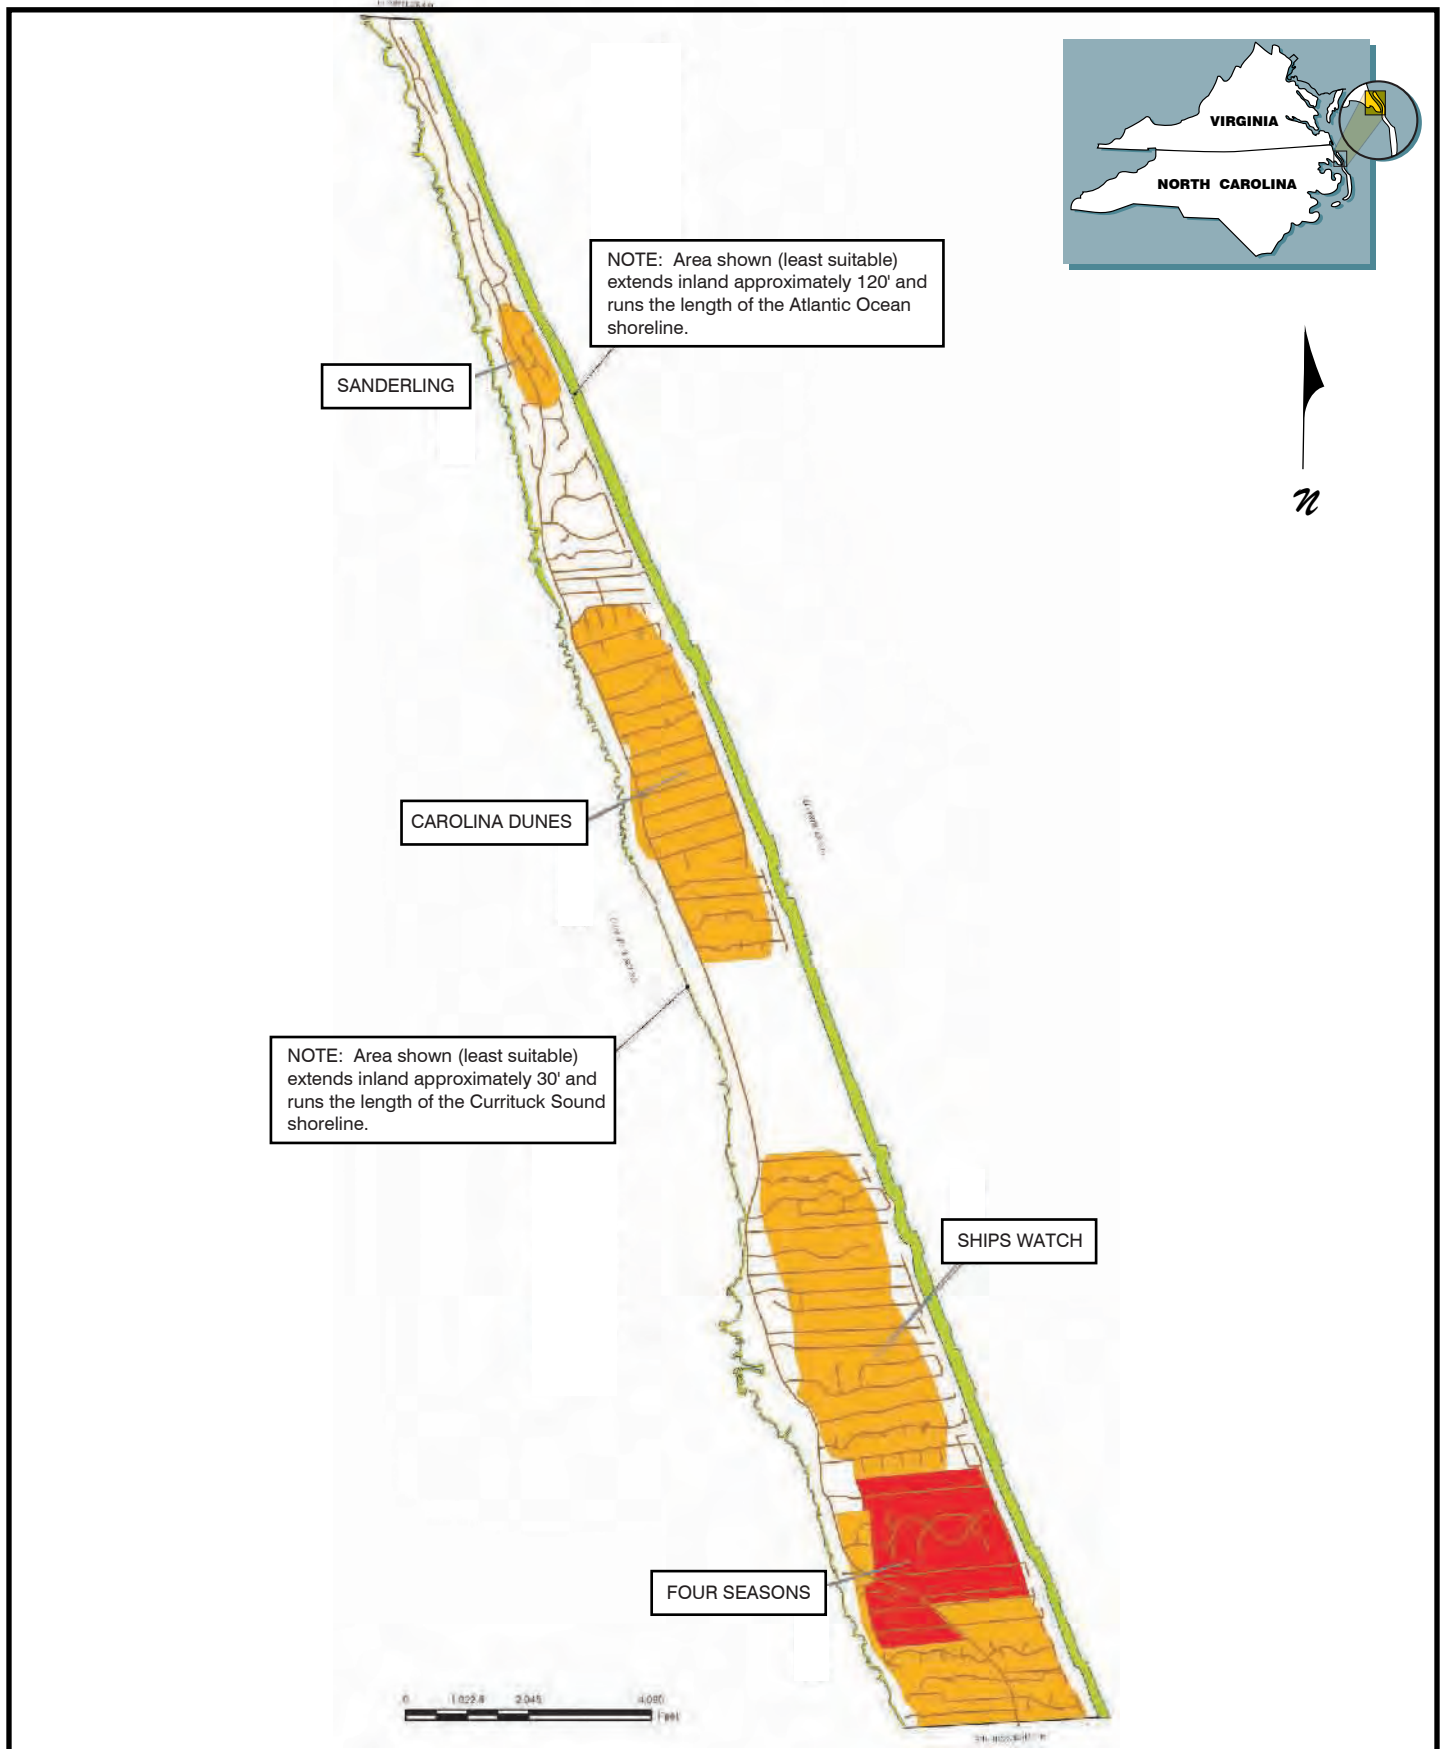 VIRGINIA
NORTH CAROLINA
NOTE: Area shown (least suitable)
extends inland approximately 120' and
runs the length of the Atlantic Ocean
shoreline.
SANDERLING
N
CAROLINA DUNES
NOTE: Area shown (least suitable)
extends inland approximately 30' and
runs the length of the Currituck Sound
shoreline.
SHIPS WATCH
FOUR SEASONS
0 2,045 4,090
Feet